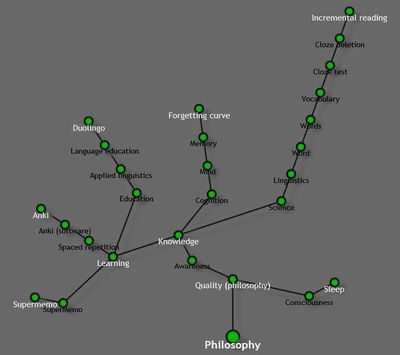 Incremental reading
Cloze deletion
Cloze test
Vocabulary
Forgetting curve
Duolingo
Words
Memory
Word
Language education
Mind
Applied linguistics
Linguistics
Education
Cognition
Science
Anki
Anki (software)
Spaced repetition
Knowledge
Learning
Awareness
Quality (philosophy)
Sleep
Supermemo
SuperMemo
Consciousness
Philosophy